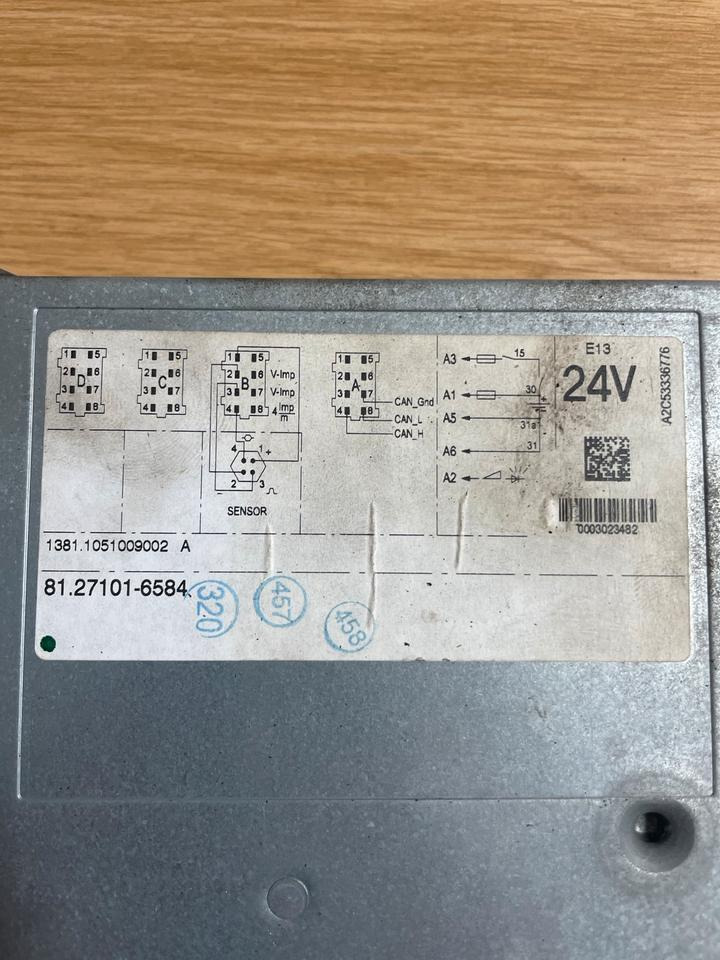 1 5 1 5 1 5 1 5
2 6 2 6 2 6 V-Imp 2 6
D C B A
3 7 3 7 3 7 V-Imp 3 7
4 8 4 8 4 8 4 Imp/m 4 8
CAN_Gnd
CAN_L
CAN_H
4 1 +
2 3
–
SENSOR
A3 15
A1 30
+
A5
31a
A6 31
A2
E13
24V
A2C53336776
0003023482
1381.1051009002 A
81.27101-6584
320
457
458